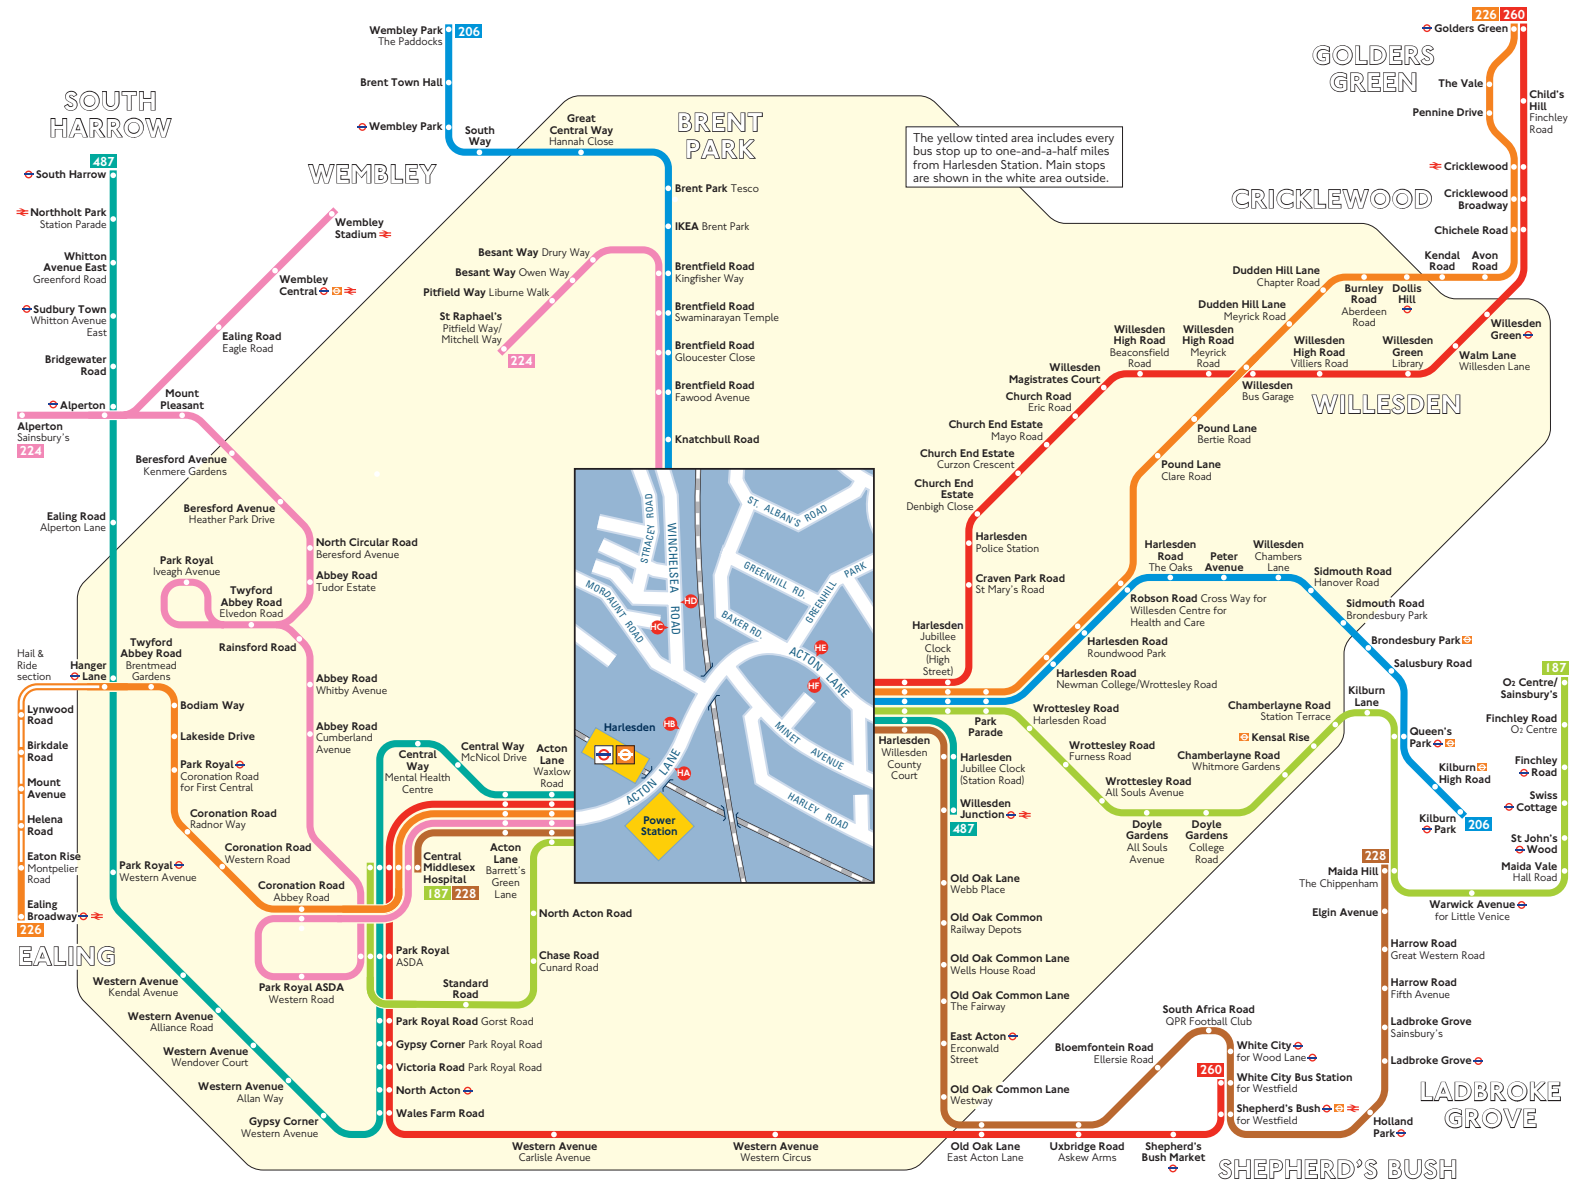 Wembley Park
The Paddocks
206
Brent Town Hall
Wembley Park
South
Way
Great
Central Way
Hannah Close
BRENT
PARK
The yellow tinted area includes every
bus stop up to one-and-a-half miles
from Harlesden Station. Main stops
are shown in the white area outside.
226
260
Golders Green
GOLDERS
GREEN
The Vale
Pennine Drive
Child's
Hill
Finchley
Road
Cricklewood
CRICKLEWOOD
Cricklewood
Broadway
Chichele Road
Kendal
Road
Avon
Road
SOUTH
HARROW
487
South Harrow
Northholt Park
Station Parade
Whitton
Avenue East
Greenford Road
Sudbury Town
Whitton Avenue
East
Bridgewater
Road
Alperton
Alperton
Sainsbury's
224
WEMBLEY
Wembley
Stadium
Wembley
Central
Ealing Road
Eagle Road
Mount
Pleasant
Beresford Avenue
Kenmere Gardens
Ealing Road
Alperton Lane
Beresford Avenue
Heather Park Drive
North Circular Road
Beresford Avenue
Abbey Road
Tudor Estate
Park Royal
Iveagh Avenue
Twyford
Abbey Road
Elvedon Road
Rainsford Road
Twyford
Abbey Road
Brentmead
Gardens
Hanger
Lane
Hail &
Ride
section
Abbey Road
Whitby Avenue
Abbey Road
Cumberland
Avenue
Bodiam Way
Lakeside Drive
Park Royal
Coronation Road
for First Central
Coronation Road
Radnor Way
Coronation Road
Western Road
Coronation Road
Abbey Road
Lynwood
Road
Birkdale
Road
Mount
Avenue
Helena
Road
Eaton Rise
Montpelier
Road
Ealing
Broadway
226
EALING
Park Royal
Western Avenue
Western Avenue
Kendal Avenue
Western Avenue
Alliance Road
Western Avenue
Wendover Court
Western Avenue
Allan Way
Gypsy Corner
Western Avenue
Park Royal ASDA
Western Road
Brent Park Tesco
IKEA Brent Park
Besant Way Drury Way
Besant Way Owen Way
Pitfield Way Liburne Walk
St Raphael's
Pitfield Way/
Mitchell Way
224
Brentfield Road
Kingfisher Way
Brentfield Road
Swaminarayan Temple
Brentfield Road
Gloucester Close
Brentfield Road
Fawood Avenue
Knatchbull Road
Central
Way
Mental Health
Centre
Central Way
McNicol Drive
Acton
Lane
Waxlow
Road
Central
Middlesex
Hospital
187
228
Acton
Lane
Barrett's
Green
Lane
North Acton Road
Chase Road
Cunard Road
Standard
Road
Park Royal
ASDA
Park Royal Road Gorst Road
Gypsy Corner Park Royal Road
Victoria Road Park Royal Road
North Acton
Wales Farm Road
Western Avenue
Carlisle Avenue
Western Avenue
Western Circus
STRACEY ROAD
WINCHELSEA ROAD
MORDAUNT ROAD
ST. ALBAN'S ROAD
GREENHILL RD.
GREENHILL PARK
BAKER RD.
ACTON LANE
MINET AVENUE
HARLEY ROAD
ACTON LANE
HD
HC
HE
HF
HB
HA
Harlesden
Power
Station
Dudden Hill Lane
Chapter Road
Dudden Hill Lane
Meyrick Road
Burnley
Road
Aberdeen
Road
Dollis
Hill
Willesden
Green
Walm Lane
Willesden Lane
Willesden
Green
Library
Willesden
High Road
Villiers Road
Willesden
Bus Garage
Willesden
High Road
Meyrick
Road
Willesden
High Road
Beaconsfield
Road
WILLESDEN
Willesden
Magistrates Court
Church Road
Eric Road
Church End Estate
Mayo Road
Church End Estate
Curzon Crescent
Church End
Estate
Denbigh Close
Harlesden
Police Station
Craven Park Road
St Mary's Road
Harlesden
Jubilee
Clock
(High
Street)
Pound Lane
Bertie Road
Pound Lane
Clare Road
Harlesden
Road
The Oaks
Peter
Avenue
Willesden
Chambers
Lane
Sidmouth Road
Hanover Road
Sidmouth Road
Brondesbury Park
Brondesbury Park
Salusbury Road
Robson Road Cross Way for
Willesden Centre for
Health and Care
Harlesden Road
Roundwood Park
Harlesden Road
Newman College/Wrottesley Road
Wrottesley Road
Harlesden Road
Park
Parade
Wrottesley Road
Furness Road
Wrottesley Road
All Souls Avenue
Doyle
Gardens
All Souls
Avenue
Doyle
Gardens
College
Road
Chamberlayne Road
Whitmore Gardens
Kensal Rise
Chamberlayne Road
Station Terrace
Kilburn
Lane
Queen's
Park
Kilburn
High Road
Kilburn
Park
206
187
O2 Centre/
Sainsbury's
Finchley Road
O2 Centre
Finchley
Road
Swiss
Cottage
St John's
Wood
Maida Vale
Hall Road
Warwick Avenue
for Little Venice
Harlesden
Willesden
County
Court
Harlesden
Jubillee Clock
(Station Road)
Willesden
Junction
487
Old Oak Lane
Webb Place
Old Oak Common
Railway Depots
Old Oak Common Lane
Wells House Road
Old Oak Common Lane
The Fairway
East Acton
Erconwald
Street
Old Oak Common Lane
Westway
Old Oak Lane
East Acton Lane
Uxbridge Road
Askew Arms
Shepherd's
Bush Market
Bloemfontein Road
Ellersie Road
South Africa Road
QPR Football Club
260
White City
for Wood Lane
White City Bus Station
for Westfield
Shepherd's Bush
for Westfield
SHEPHERD'S BUSH
Holland
Park
228
Maida Hill
The Chippenham
Elgin Avenue
Harrow Road
Great Western Road
Harrow Road
Fifth Avenue
Ladbroke Grove
Sainsbury's
Ladbroke Grove
LADBROKE
GROVE